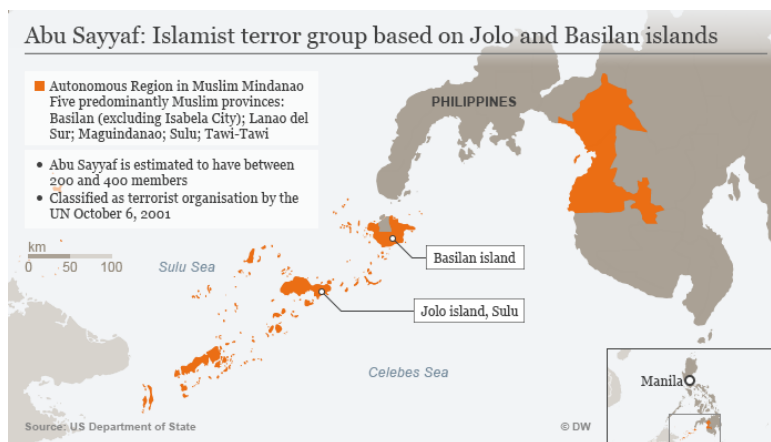 Abu Sayyaf: Islamist terror group based on Jolo and Basilan islands
Autonomous Region in Muslim Mindanao
Five predominantly Muslim provinces:
Basilan (excluding Isabela City); Lanao del
Sur; Maguindanao; Sulu; Tawi-Tawi
• Abu Sayyaf is estimated to have between
200 and 400 members
• Classified as terrorist organisation by the
UN October 6, 2001
PHILIPPINES
km
0 50 100
Sulu Sea
Basilan island
Jolo island, Sulu
Celebes Sea
Manila
Source: US Department of State
© DW